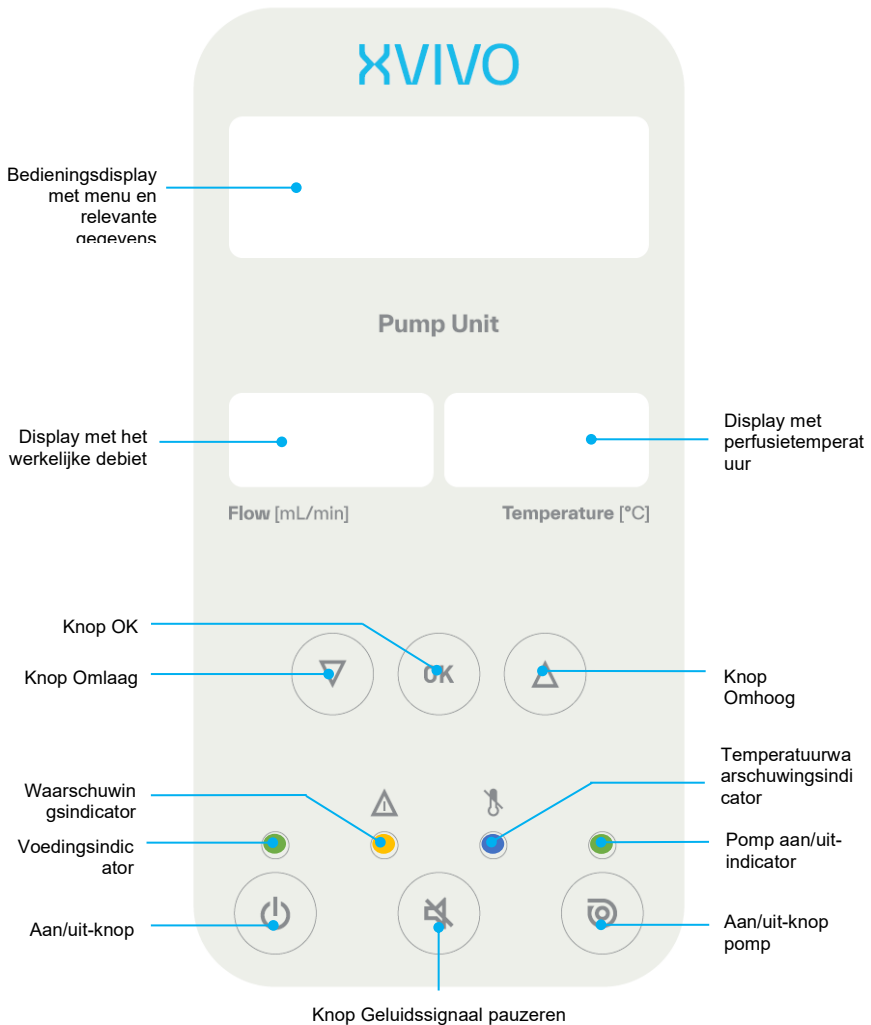 XVIVO
Bedieningsdisplay
met menu en
relevante
gegevens
Pump Unit
Display met het
werkelijke debiet
Display met
perfusietemperat
uur
Flow [mL/min]
Temperature [°C]
Knop OK
Knop Omlaag
OK
Knop
Omhoog
Waarschuwin
gsindicator
Temperatuurwa
arschuwingsindi
cator
Voedingsindic
ator
Pomp aan/uit-
indicator
Aan/uit-knop
Aan/uit-knop
pomp
Knop Geluidssignaal pauzeren